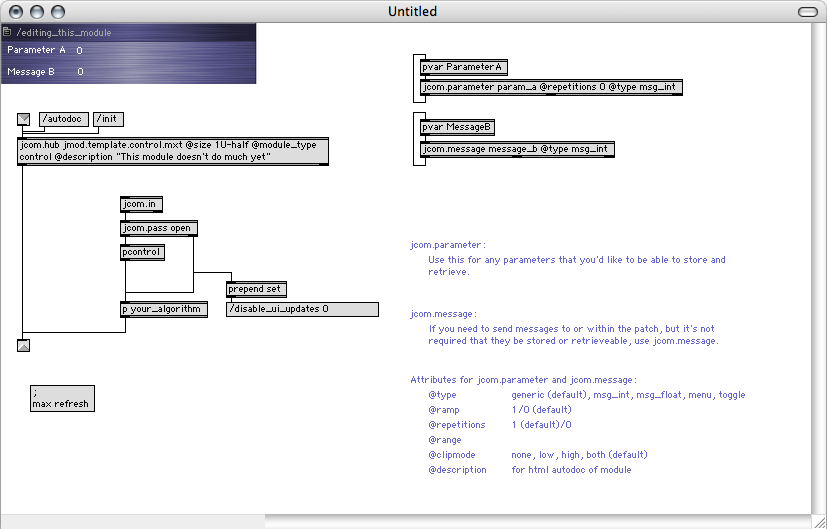 Untitled
/editing_this_module
Parameter A 0
Message B 0
/autodoc
/init
jcom.hub jmod.template.control.mxt @size 1U-half @module_type
control @description "This module doesn't do much yet"
jcom.in
jcom.pass open
pcontrol
prepend set
p your_algorithm
/disable_ui_updates 0
;
max refresh
pvar ParameterA
jcom.parameter param_a @repetitions 0 @type msg_int
pvar MessageB
jcom.message message_b @type msg_int
jcom.parameter:
Use this for any parameters that you'd like to be able to store and
retrieve.
jcom.message:
If you need to send messages to or within the patch, but it's not
required that they be stored or retrieveable, use jcom.message.
Attributes for jcom.parameter and jcom.message:
@type generic (default), msg_int, msg_float, menu, toggle
@ramp 1/0 (default)
@repetitions 1 (default)/0
@range
@clipmode none, low, high, both (default)
@description for html autodoc of module